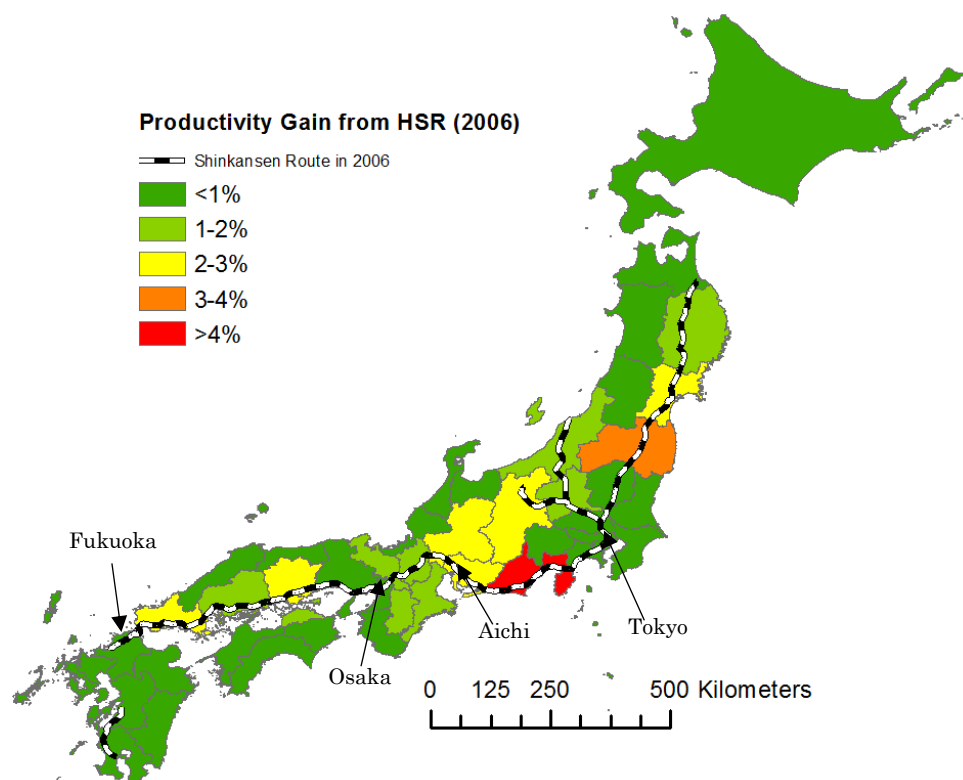 Productivity Gain from HSR (2006)
Shinkansen Route in 2006
<1%
1-2%
2-3%
3-4%
>4%
Fukuoka
Osaka
Aichi
Tokyo
0 125 250 500 Kilometers